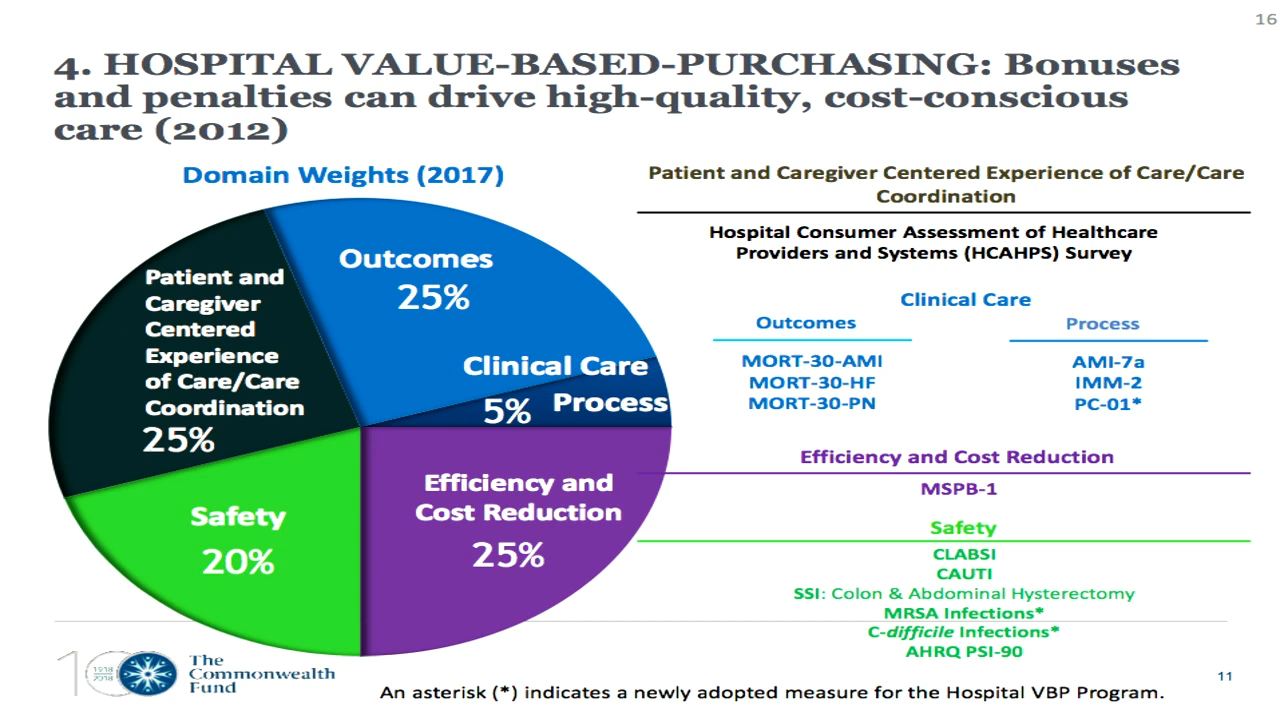 16
4. HOSPITAL VALUE-BASED-PURCHASING: Bonuses
and penalties can drive high-quality, cost-conscious
care (2012)
Domain Weights (2017)
Outcomes
25%
Patient and
Caregiver
Centered
Experience
of Care/Care
Coordination
25%
Clinical Care
5% Process
Safety
20%
Efficiency and
Cost Reduction
25%
Patient and Caregiver Centered Experience of Care/Care
Coordination
Hospital Consumer Assessment of Healthcare
Providers and Systems (HCAHPS) Survey
Clinical Care
Outcomes
MORT-30-AMI
MORT-30-HF
MORT-30-PN
Process
AMI-7a
IMM-2
PC-01*
Efficiency and Cost Reduction
MSPB-1
Safety
CLABSI
CAUTI
SSI: Colon & Abdominal Hysterectomy
MRSA Infections*
C-difficile Infections*
AHRQ PSI-90
100
1918
2018
The
Commonwealth
Fund
11
An asterisk (*) indicates a newly adopted measure for the Hospital VBP Program.